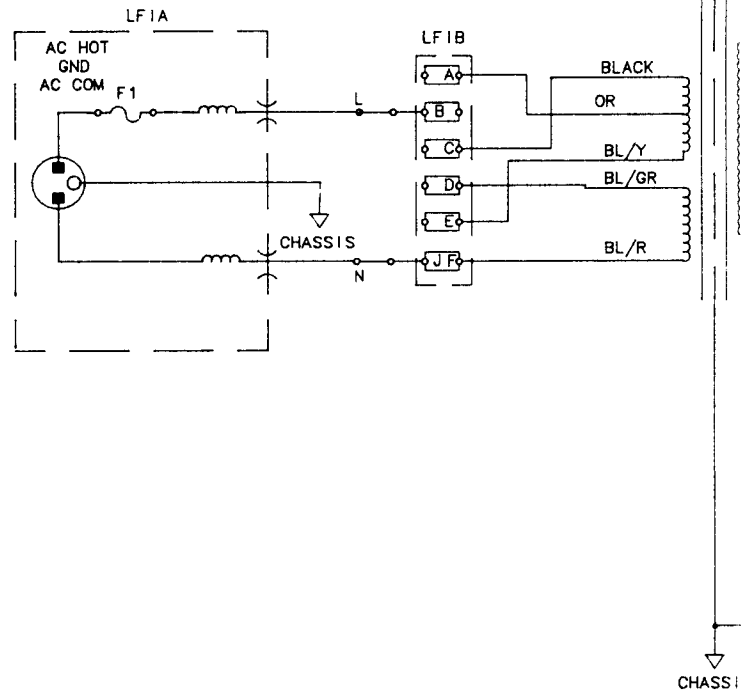 LF1A
AC HOT
GND
AC COM
F1
LF1B
A
BLACK
OR
L
B
C
BL/Y
D
BL/GR
E
CHASSIS
BL/R
J F
N
CHASSI